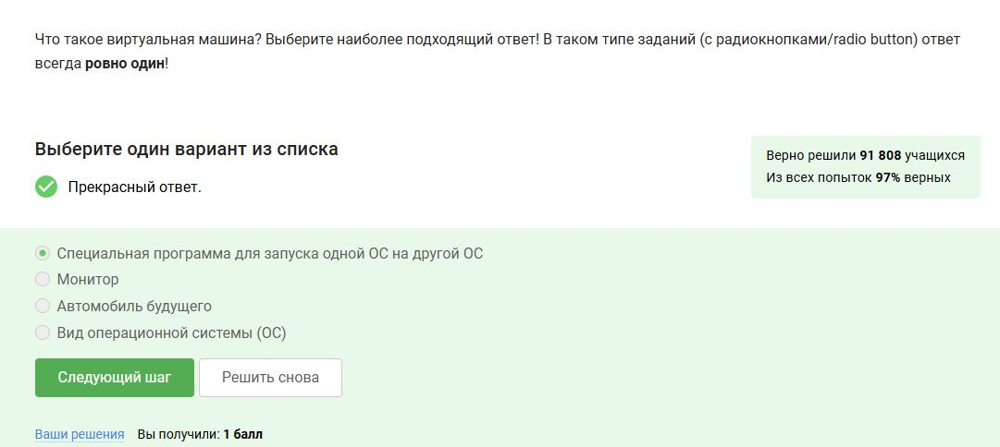 Что такое виртуальная машина? Выберите наиболее подходящий ответ! В таком типе заданий (с радиокнопками/radio button) ответ
всегда ровно один!
Выберите один вариант из списка
Прекрасный ответ.
Верно решили 91 808 учащихся
Из всех попыток 97% верных
Специальная программа для запуска одной ОС на другой ОС
Монитор
Автомобиль будущего
Вид операционной системы (ОС)
Следующий шаг
Решить снова
Ваши решения
Вы получили: 1 балл